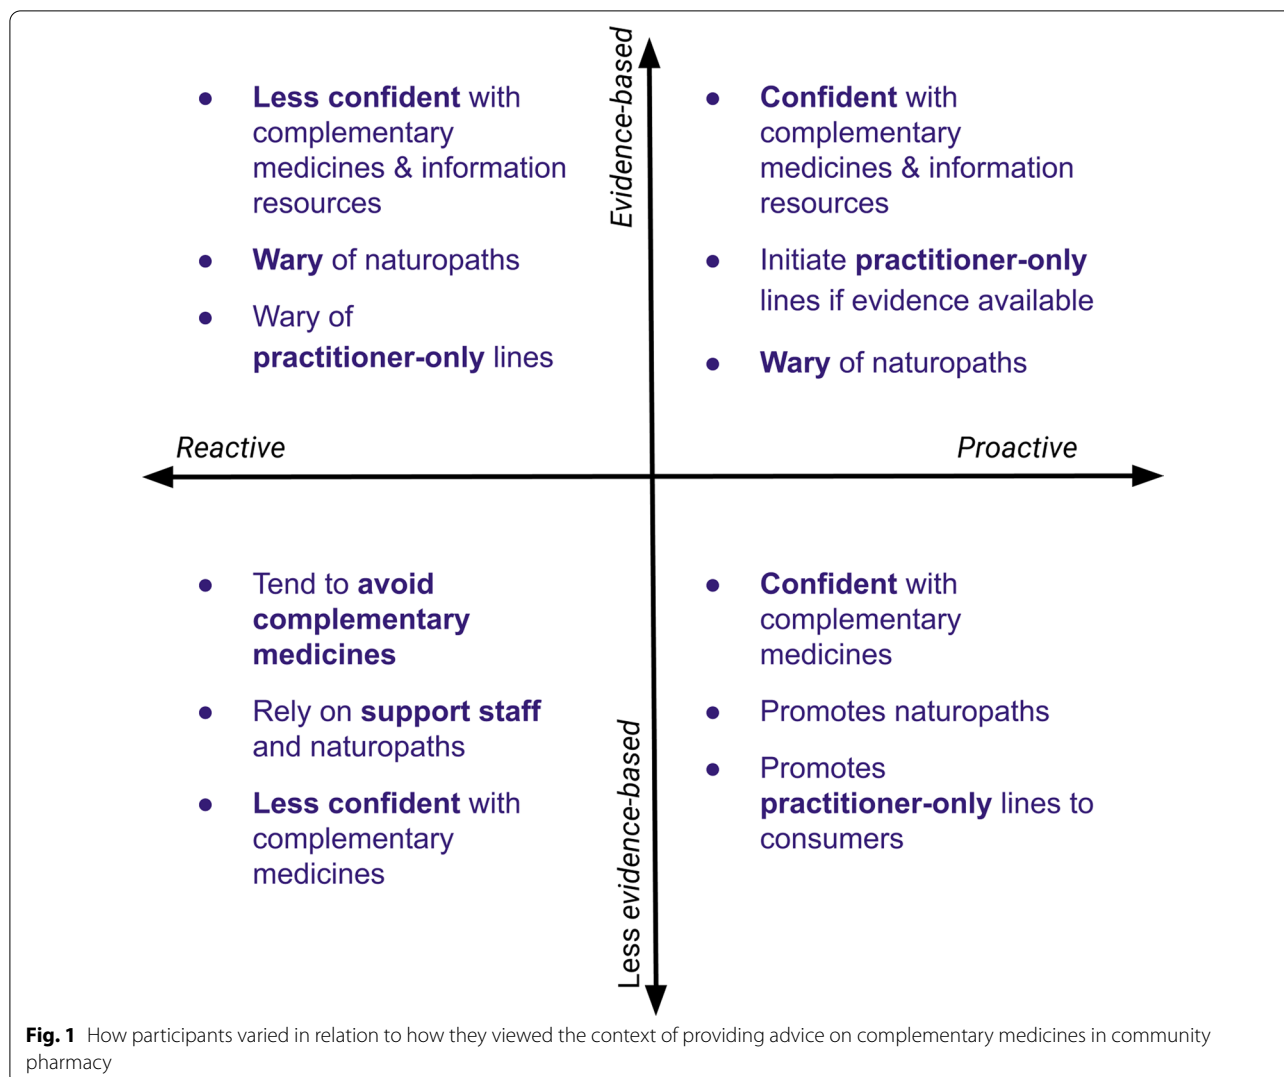 Evidence-based
● Less confident with
complementary
medicines & information
resources
● Wary of naturopaths
● Wary of
practitioner-only lines
● Confident with
complementary
medicines & information
resources
● Initiate practitioner-only
lines if evidence available
● Wary of naturopaths
Reactive
Proactive
● Tend to avoid
complementary
medicines
● Rely on support staff
and naturopaths
● Less confident with
complementary
medicines
● Confident with
complementary
medicines
● Promotes naturopaths
● Promotes
practitioner-only lines to
consumers
Less evidence-based
Fig. 1 How participants varied in relation to how they viewed the context of providing advice on complementary medicines in community
pharmacy